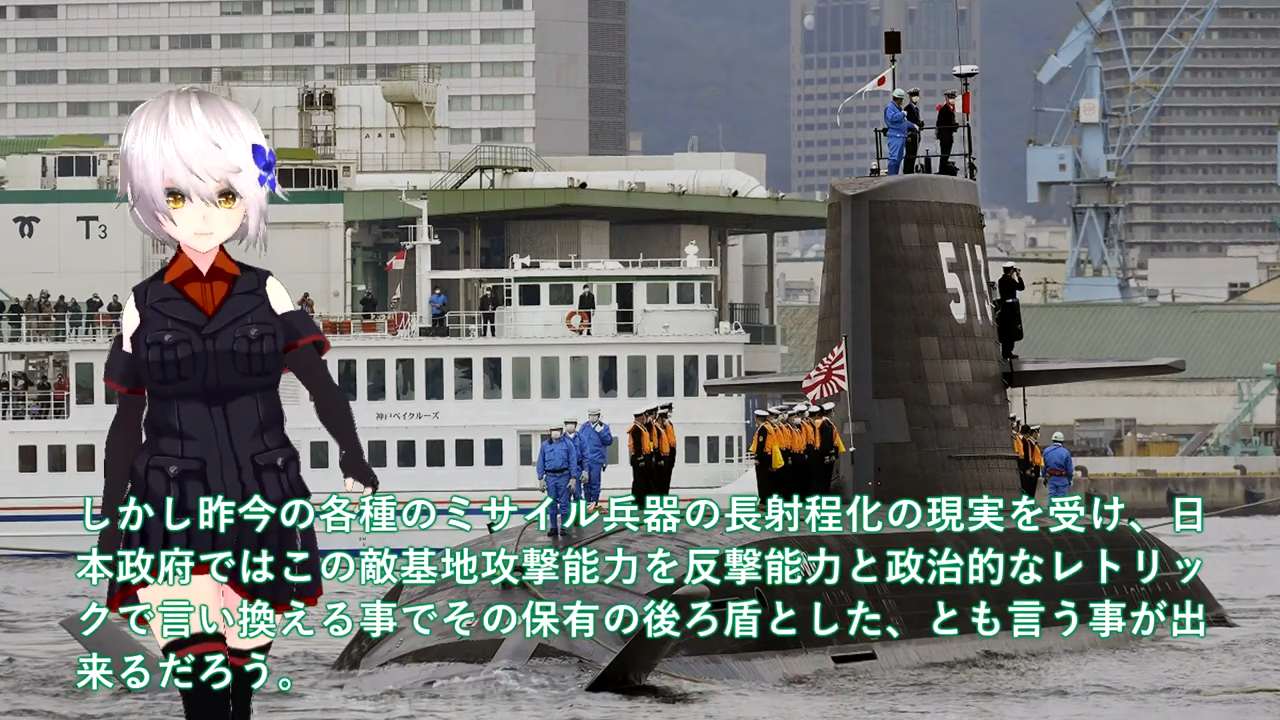 T3
神戸ベイクルーズ
51
しかし昨今の各種のミサイル兵器の長射程化の現実を受け、日
本政府ではこの敵基地攻撃能力を反撃能力と政治的なレトリッ
クで言い換える事でその保有の後ろ盾とした、とも言う事が出
来るだろう。